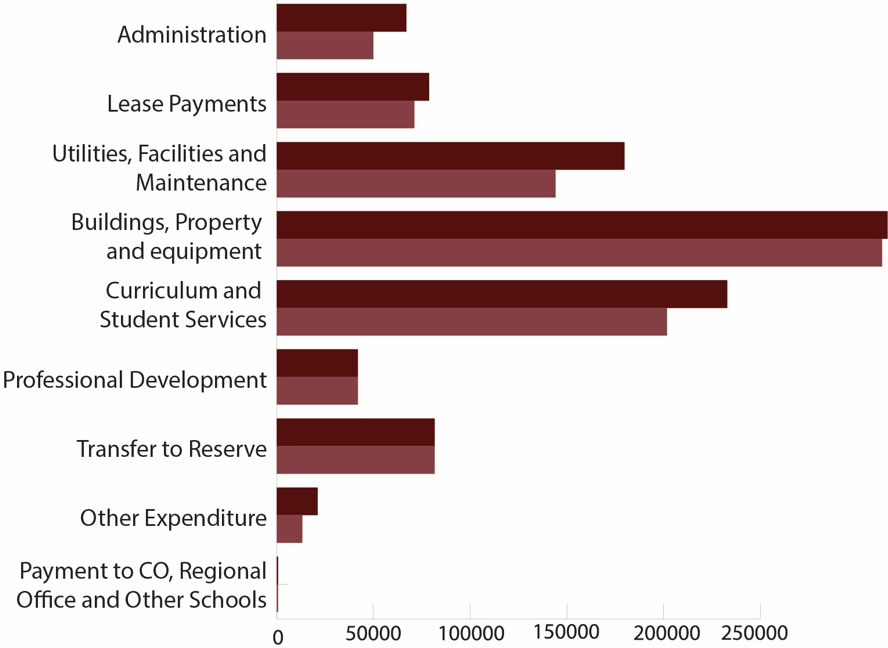 Administration
Lease Payments
Utilities, Facilities and
Maintenance
Buildings, Property
and equipment
Curriculum and
Student Services
Professional Development
Transfer to Reserve
Other Expenditure
Payment to CO, Regional
Office and Other Schools
0 50000 100000 150000 200000 250000